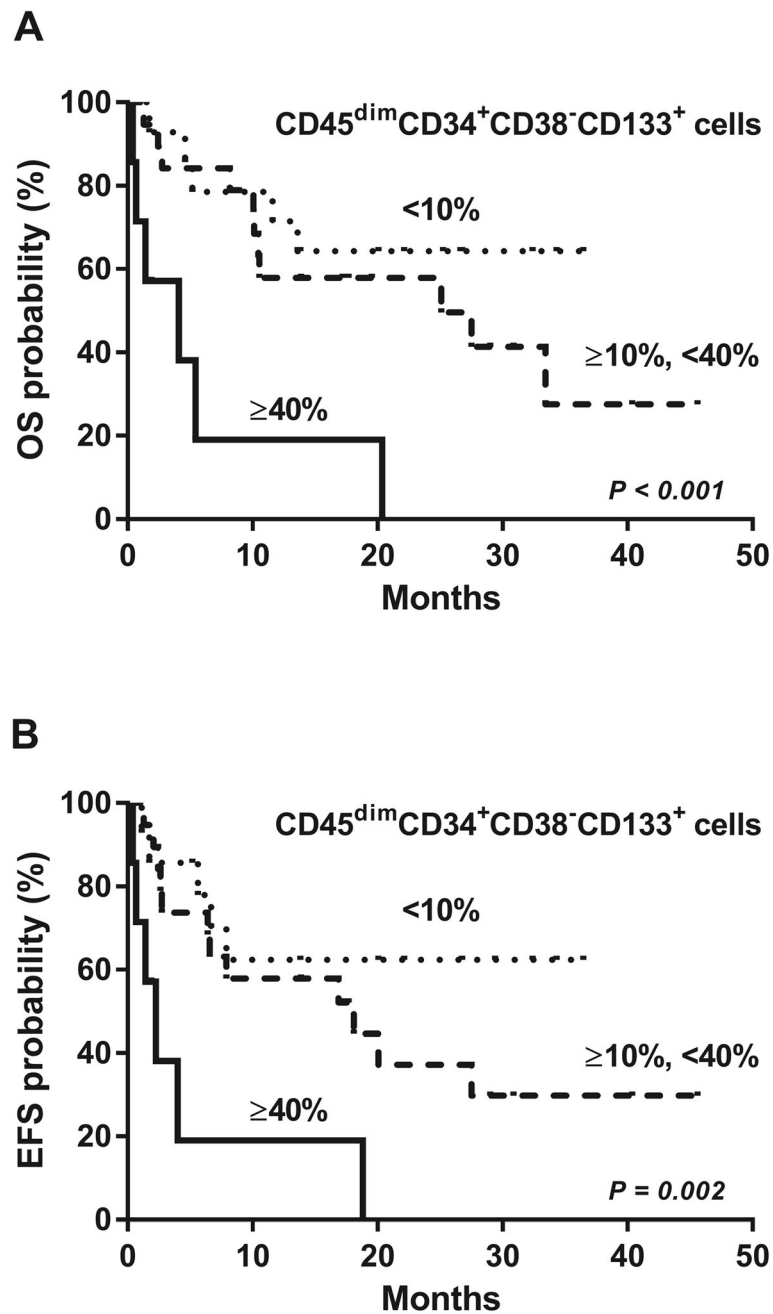 A
CD45dimCD34+CD38-CD133+ cells
OS probability (%)
100
80
60
40
20
0
<10%
≥10%, <40%
≥40%
P < 0.001
0 10 20 30 40 50
Months
B
CD45dimCD34+CD38-CD133+ cells
EFS probability (%)
100
80
60
40
20
0
<10%
≥10%, <40%
≥40%
P = 0.002
0 10 20 30 40 50
Months